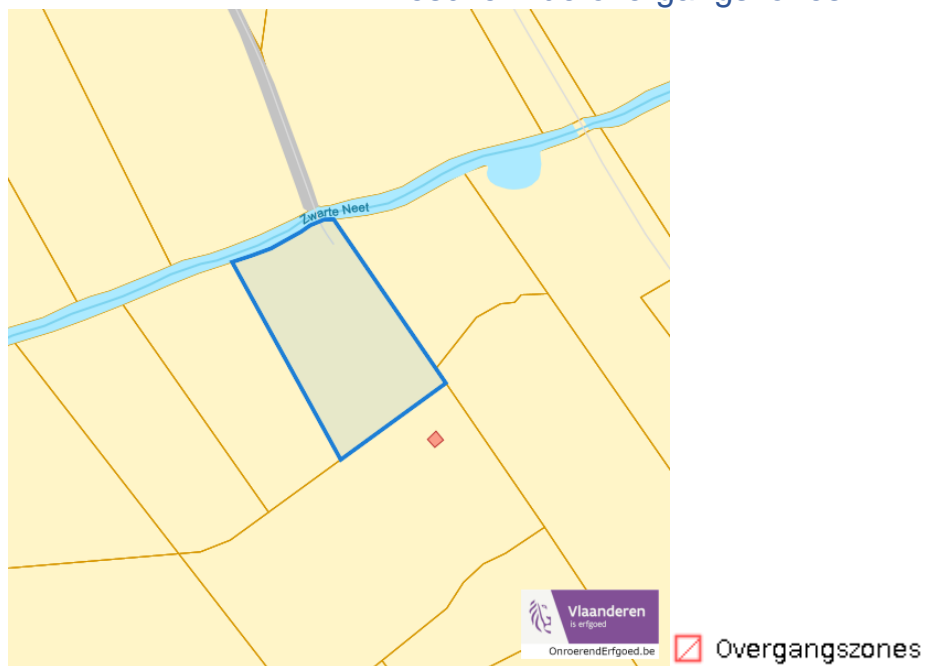 Zwarte Neet
Vlaanderen
is erfgoed
OnroerendErfgoed.be
Overgangszones